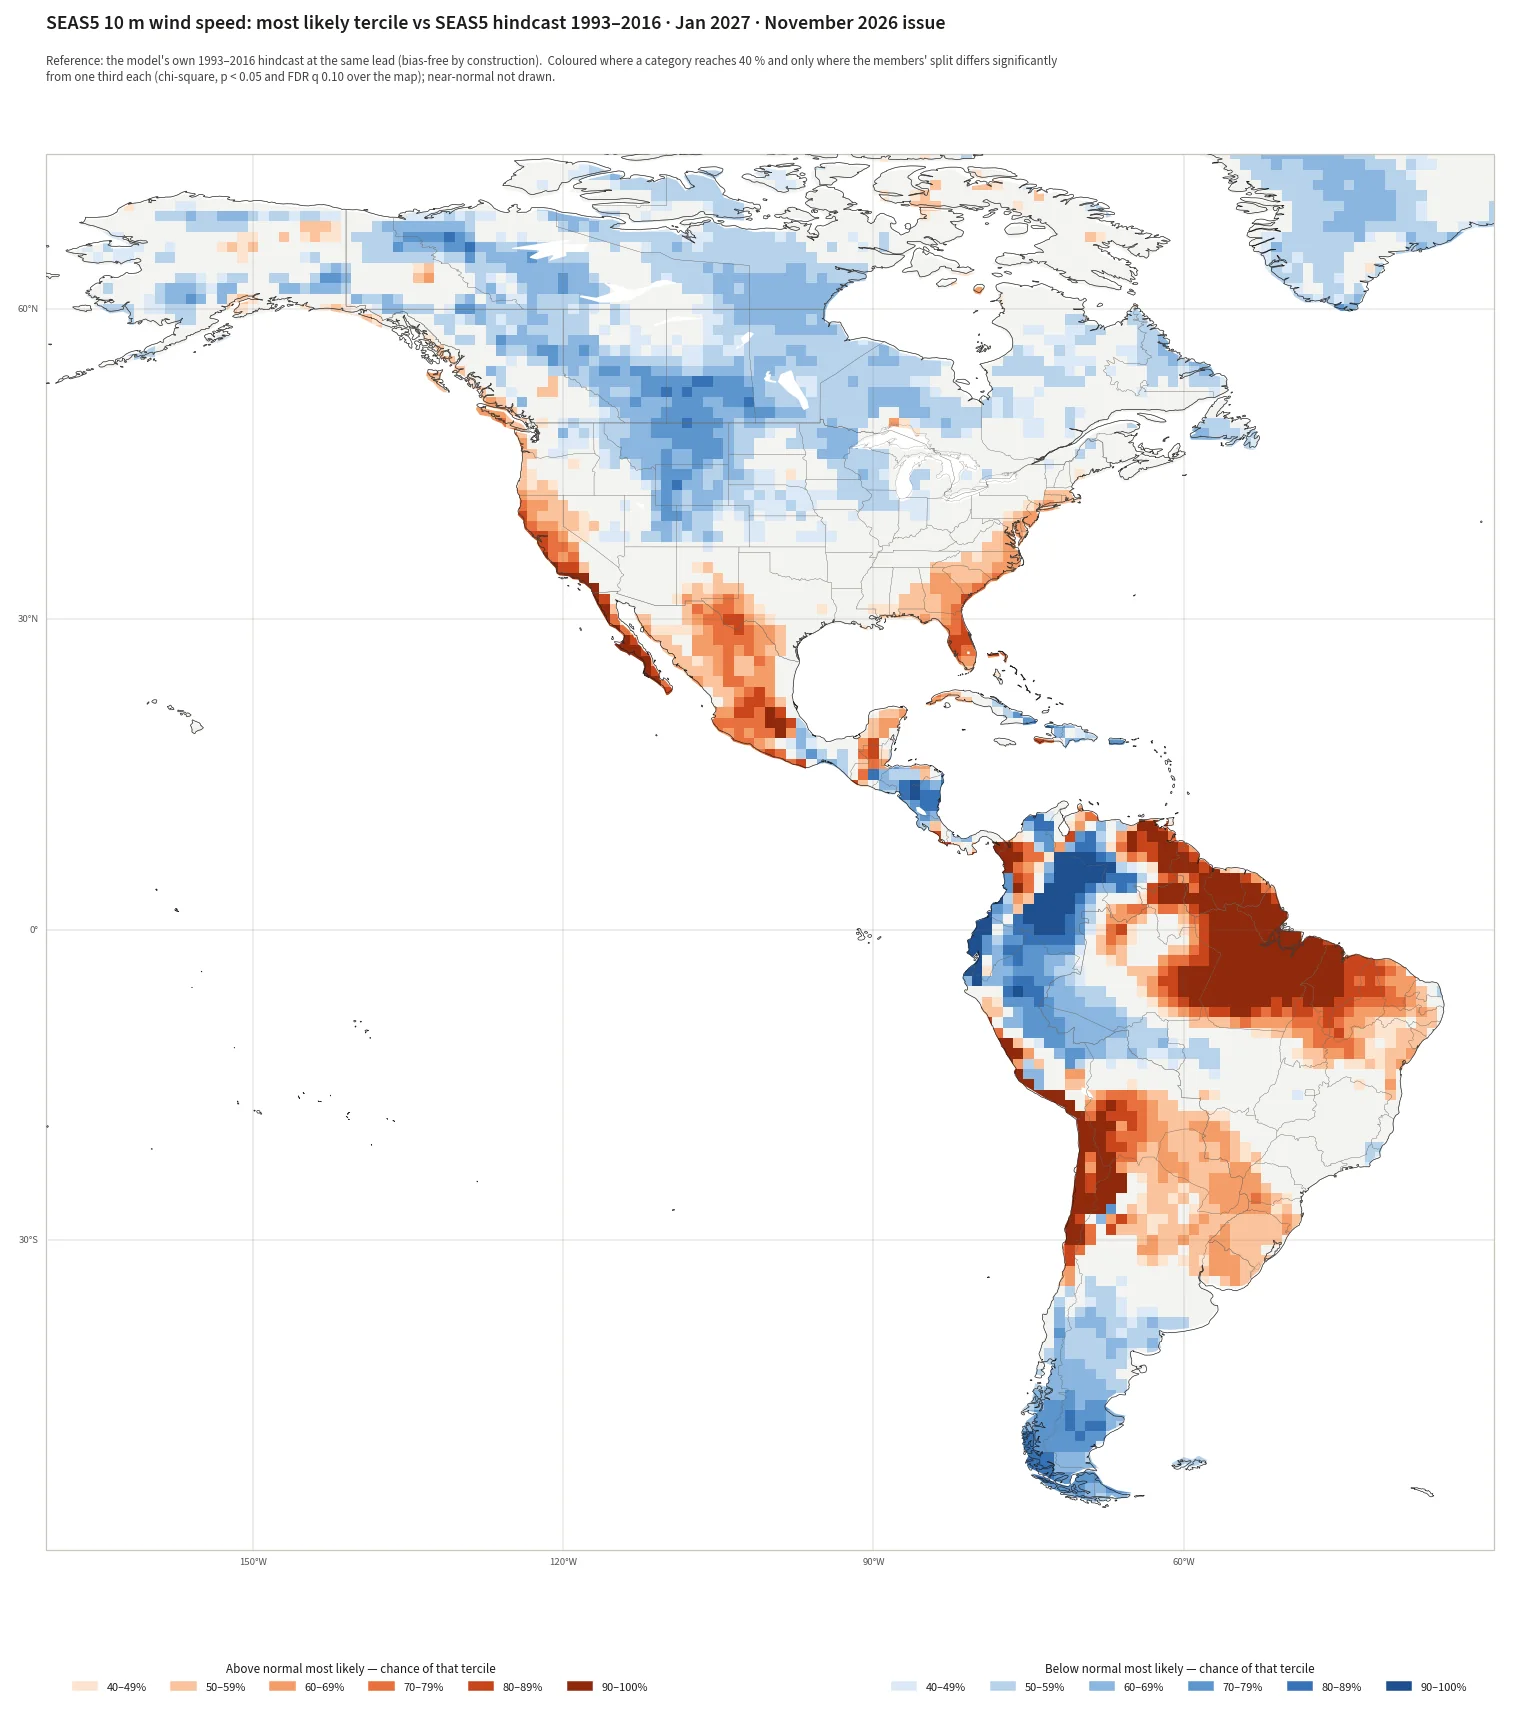 SEAS5 10 m wind speed: most likely tercile vs SEAS5 hindcast 1993–2016 · Jan 2027 · November 2026 issue
Reference: the model's own 1993–2016 hindcast at the same lead (bias-free by construction). Coloured where a category reaches 40 % and only where the members' split differs significantly
from one third each (chi-square, p < 0.05 and FDR q 0.10 over the map); near-normal not drawn.
60°N
30°N
0°
30°S
150°W
120°W
90°W
60°W
Above normal most likely — chance of that tercile
40–49%
50–59%
60–69%
70–79%
80–89%
90–100%
Below normal most likely — chance of that tercile
40–49%
50–59%
60–69%
70–79%
80–89%
90–100%